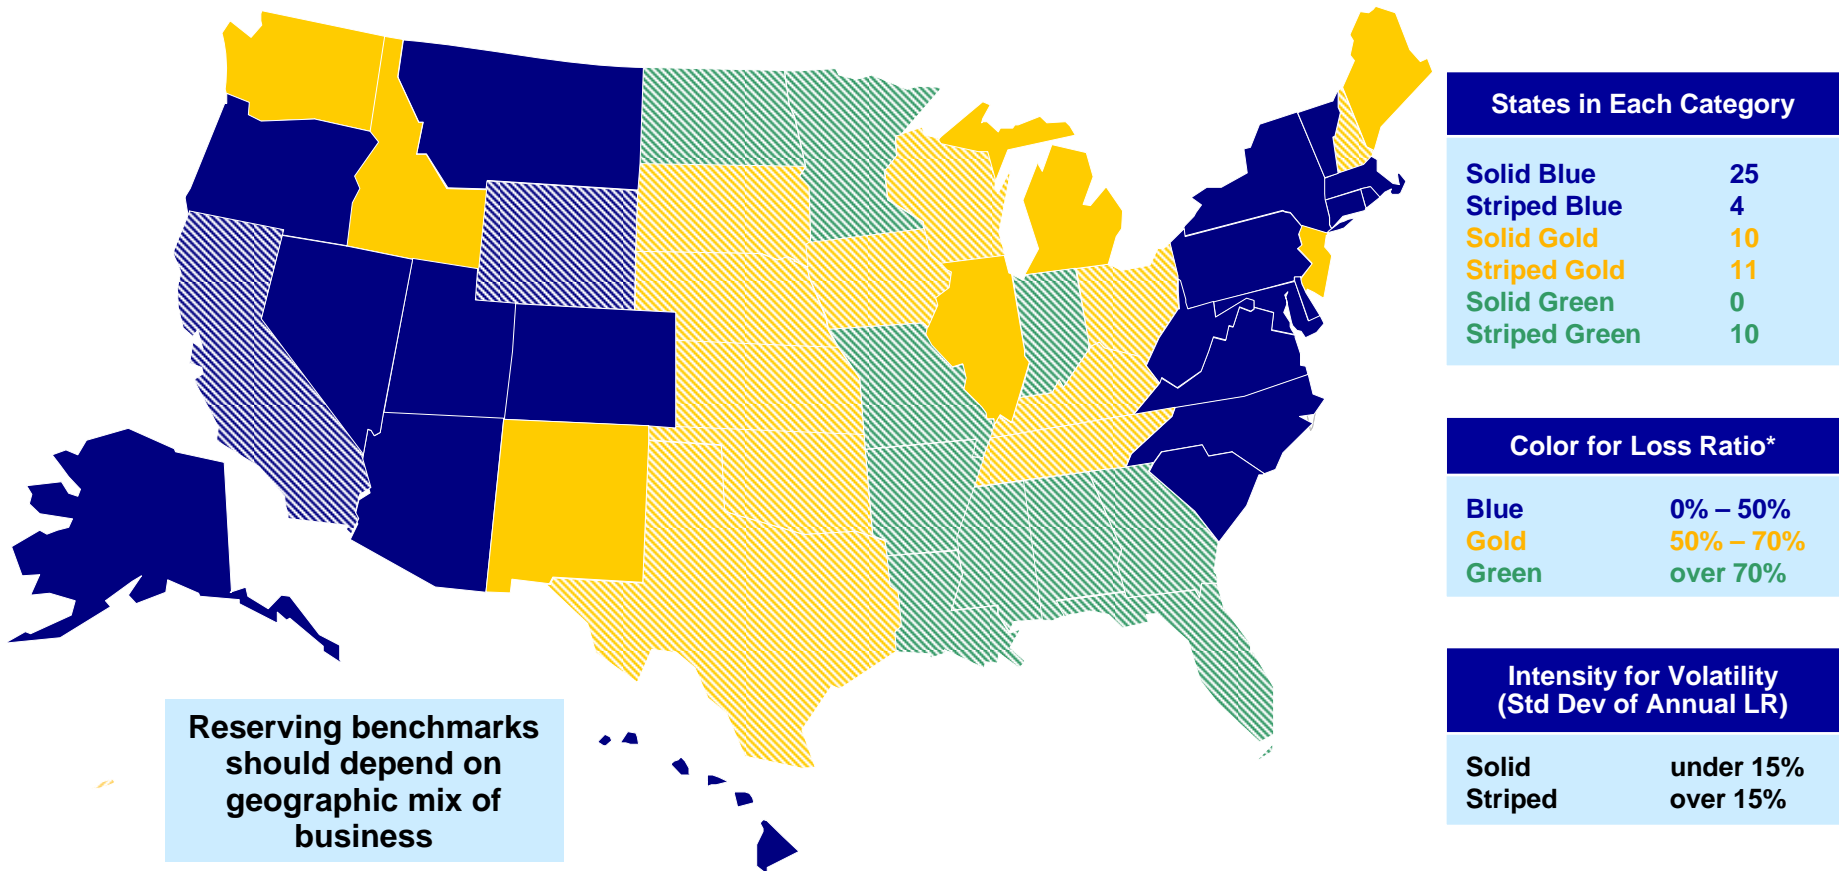 States in Each Category
Solid Blue 25
Striped Blue 4
Solid Gold 10
Striped Gold 11
Solid Green 0
Striped Green 10
Color for Loss Ratio*
Blue 0% – 50%
Gold 50% – 70%
Green over 70%
Intensity for Volatility
(Std Dev of Annual LR)
Solid under 15%
Striped over 15%
Reserving benchmarks
should depend on
geographic mix of
business